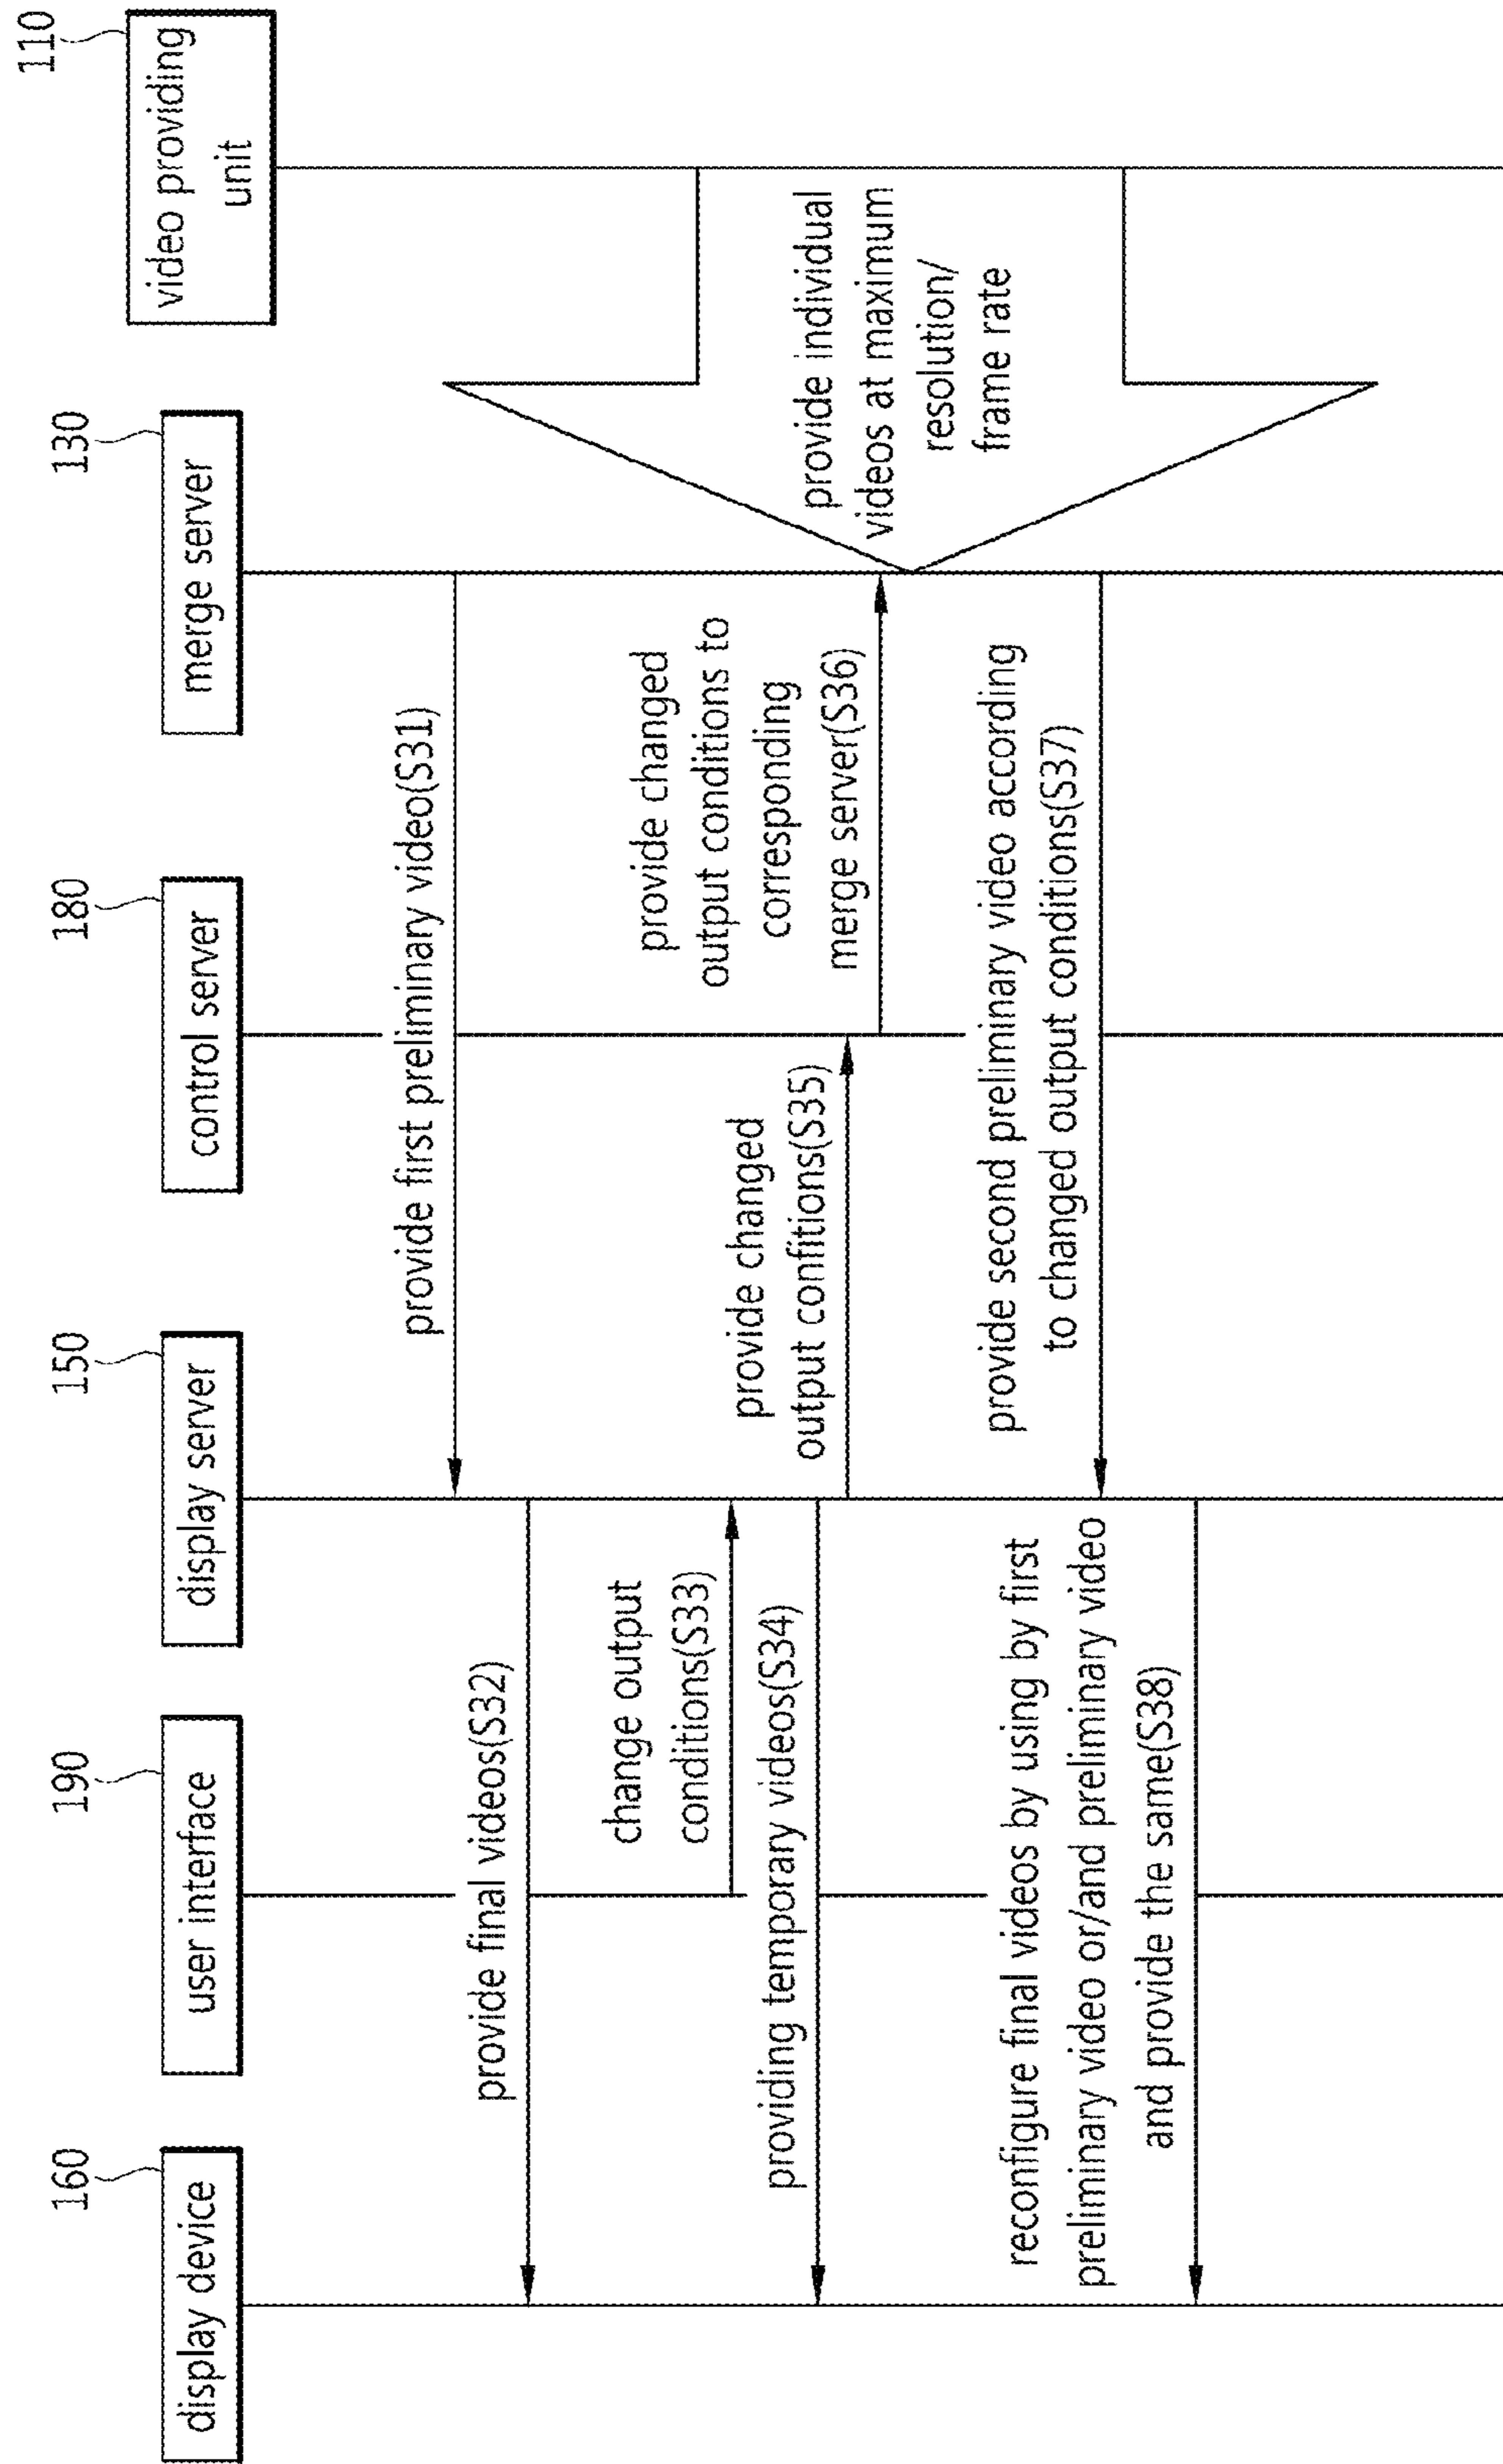 160
display device
190
user interface
150
display server
180
control server
130
merge server
110
video providing
unit
provide first preliminary video(S31)
provide final videos(S32)
change output
conditions(S33)
providing temporary videos(S34)
provide changed
output confitions(S35)
provide changed
output conditions to
corresponding
merge server(S36)
provide individual
videos at maximum
resolution/
frame rate
provide second preliminary video according
to changed output conditions(S37)
reconfigure final videos by using by first
preliminary video or/and preliminary video
and provide the same(S38)